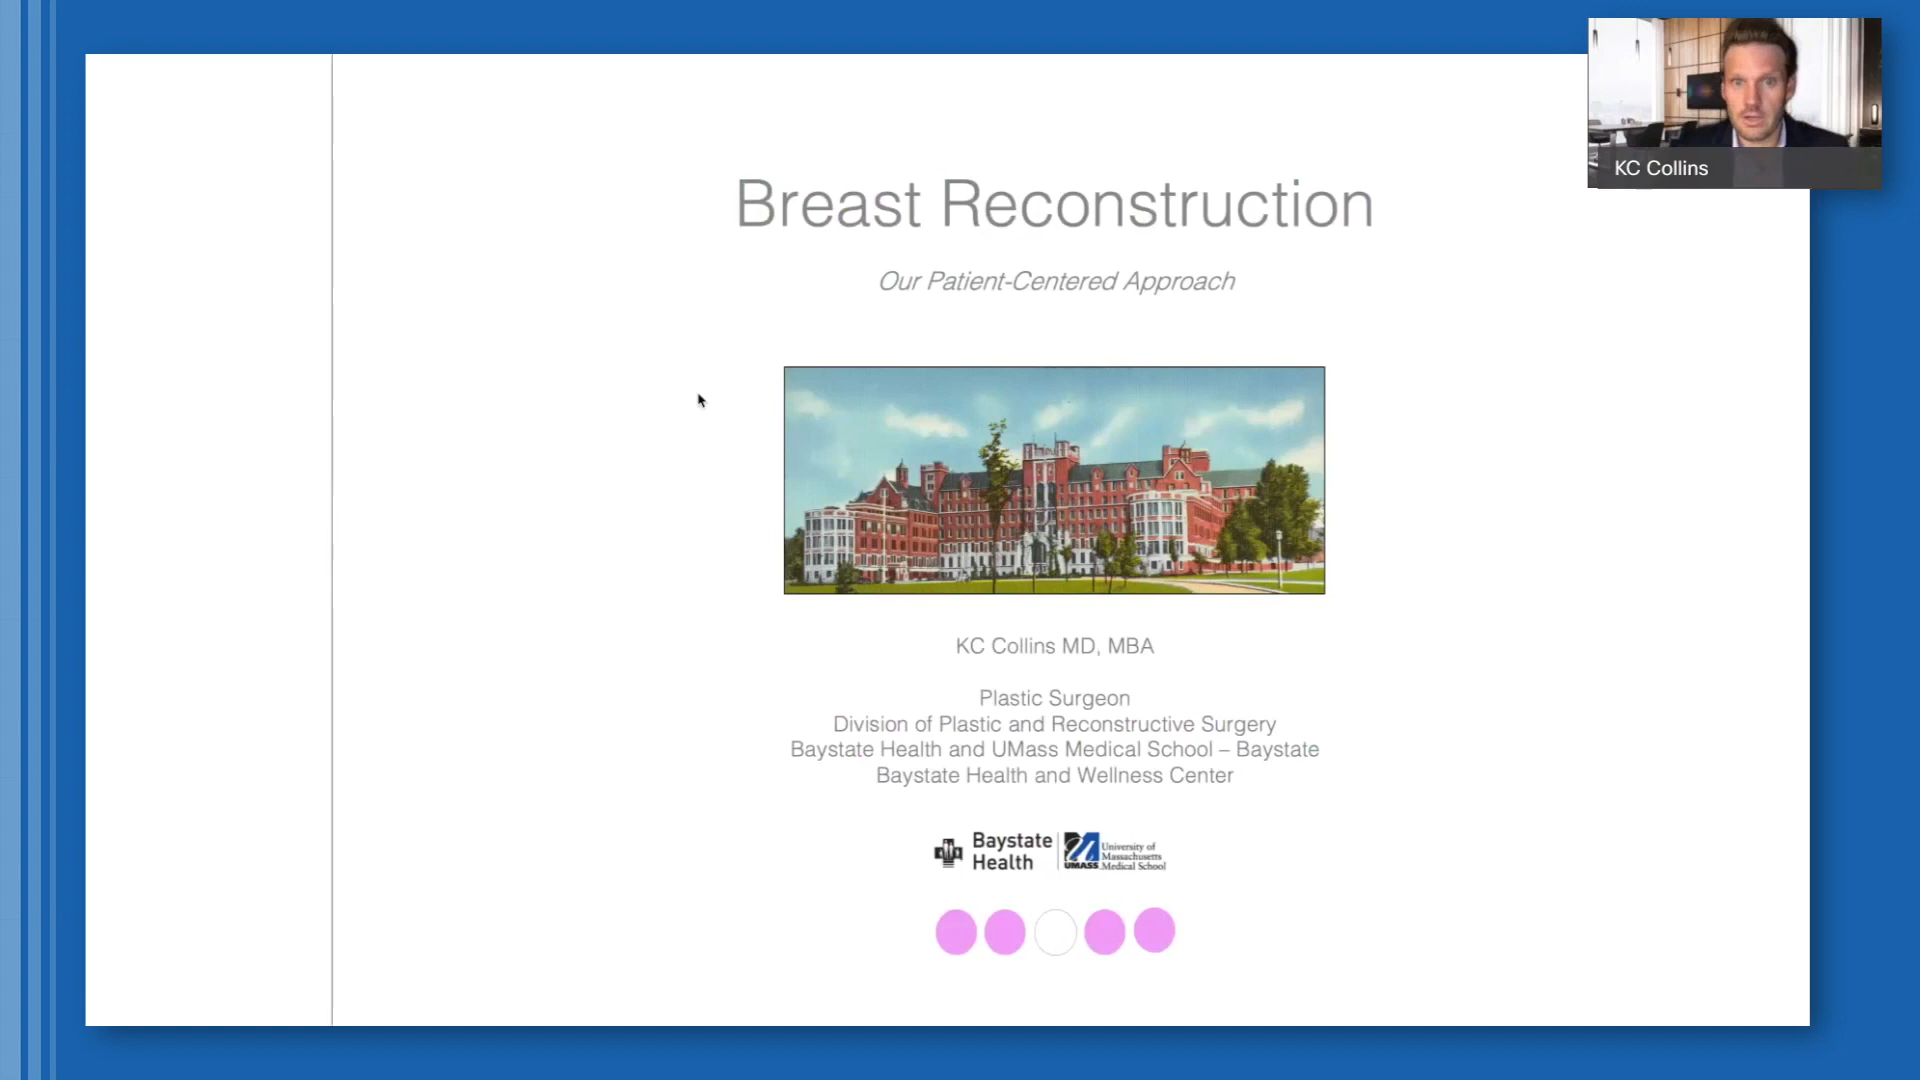 KC Collins
Breast Reconstruction
Our Patient-Centered Approach
KC Collins MD, MBA
Plastic Surgeon
Division of Plastic and Reconstructive Surgery
Baystate Health and UMass Medical School – Baystate
Baystate Health and Wellness Center
Baystate
Health
UMASS
University of
Massachusetts
Medical School